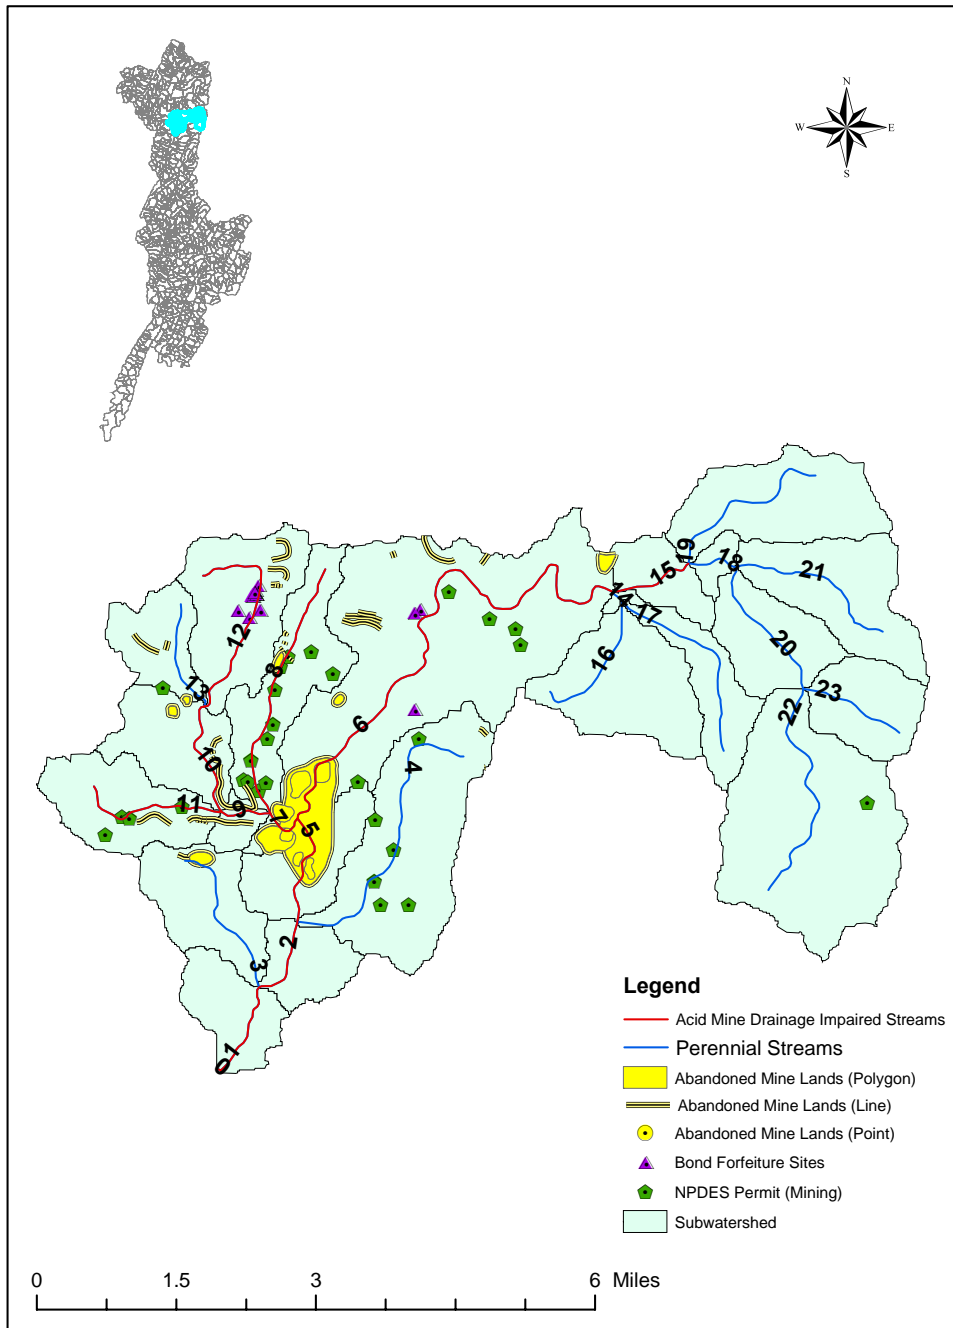 N
W E
S
19
18
21
15
14
17
20
12
16
8
13
23
22
6
10
4
11
9
7
5
2
3
1
0
Legend
Acid Mine Drainage Impaired Streams
Perennial Streams
Abandoned Mine Lands (Polygon)
Abandoned Mine Lands (Line)
Abandoned Mine Lands (Point)
Bond Forfeiture Sites
NPDES Permit (Mining)
Subwatershed
0 1.5 3 6 Miles